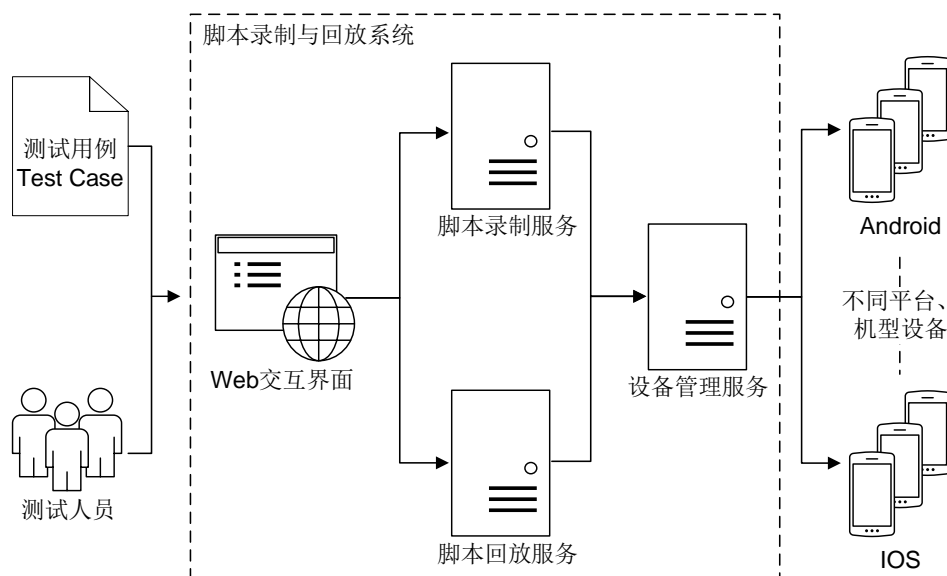 脚本录制与回放系统
测试用例
Test Case
脚本录制服务
Android
不同平台、
机型设备
Web交互界面
设备管理服务
测试人员
脚本回放服务
IOS